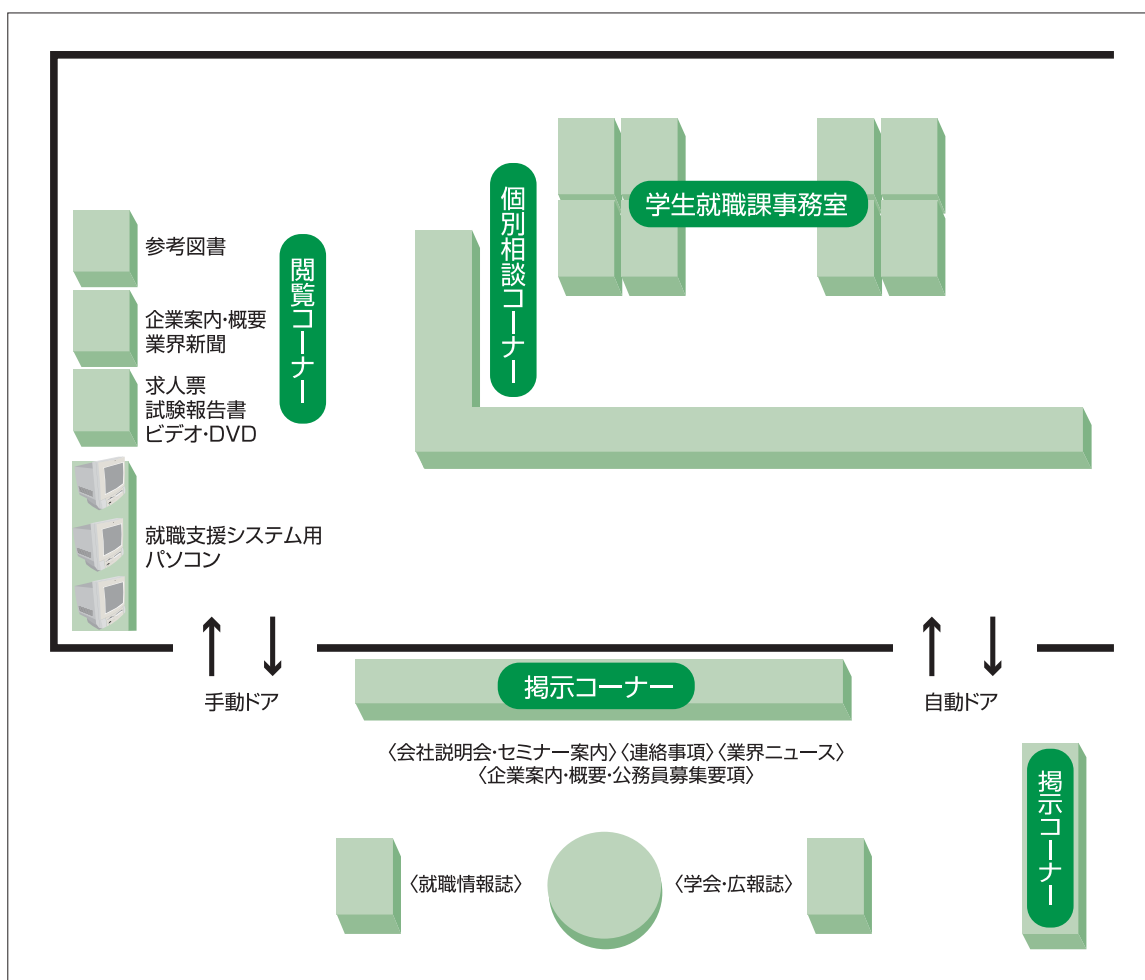 学生就職課事務室
個別相談コーナー
閲覧コーナー
参考図書
企業案内・概要
業界新聞
求人票
試験報告書
ビデオ・DVD
就職支援システム用
パソコン
手動ドア
自動ドア
掲示コーナー
〈会社説明会・セミナー案内〉〈連絡事項〉〈業界ニュース〉
〈企業案内・概要・公務員募集要項〉
掲示コーナー
〈就職情報誌〉
〈学会・広報誌〉